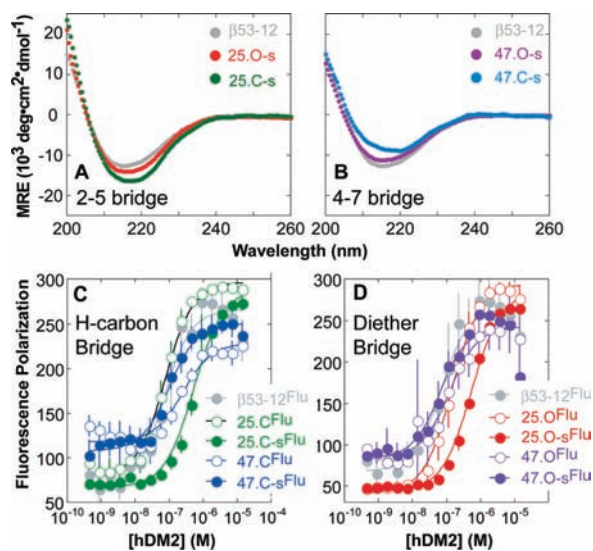 20
10
0
-10
-20
MRE (10³ deg•cm²•dmol⁻¹)
β53-12
25.O-s
25.C-s
A
2-5 bridge
200 220 240 260
β53-12
47.O-s
47.C-s
B
4-7 bridge
200 220 240 260
Wavelength (nm)
Fluorescence Polarization
300
250
200
150
100
50
C
H-carbon
Bridge
β53-12Flu
25.CFlu
25.C-sFlu
47.CFlu
47.C-sFlu
10⁻¹⁰ 10⁻⁹ 10⁻⁸ 10⁻⁷ 10⁻⁶ 10⁻⁵ 10⁻⁴
[hDM2] (M)
300
250
200
150
100
50
D
Diether
Bridge
β53-12Flu
25.OFlu
25.O-sFlu
47.OFlu
47.O-sFlu
10⁻¹⁰ 10⁻⁹ 10⁻⁸ 10⁻⁷ 10⁻⁶ 10⁻⁵
[hDM2] (M)